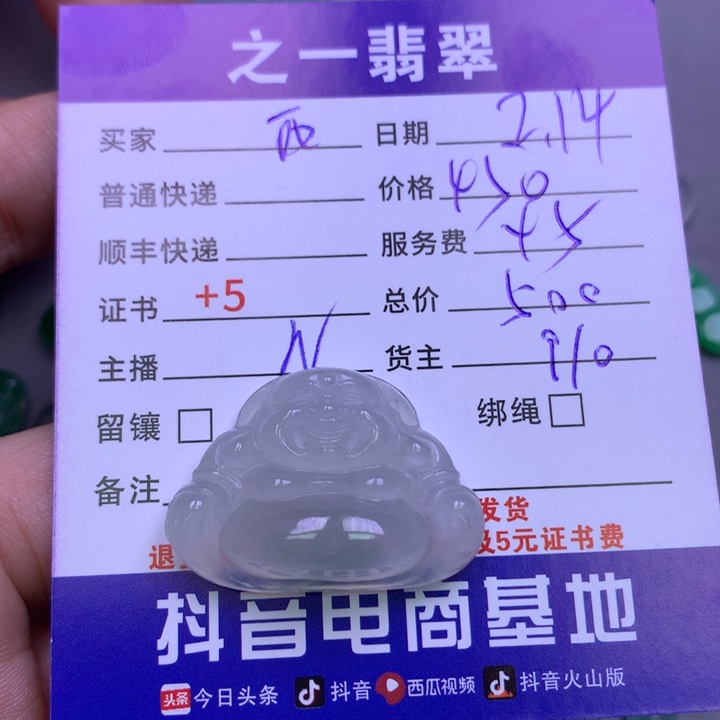 之一翡翠
买家 西 日期 2.14
普通快递 价格 450
顺丰快递 服务费 45
证书 +5 总价 500
主播 N 货主
留镶 绑绳
备注
发货
退 及5元证书费
抖音电商基地
头条 今日头条 抖音 西瓜视频 抖音火山版